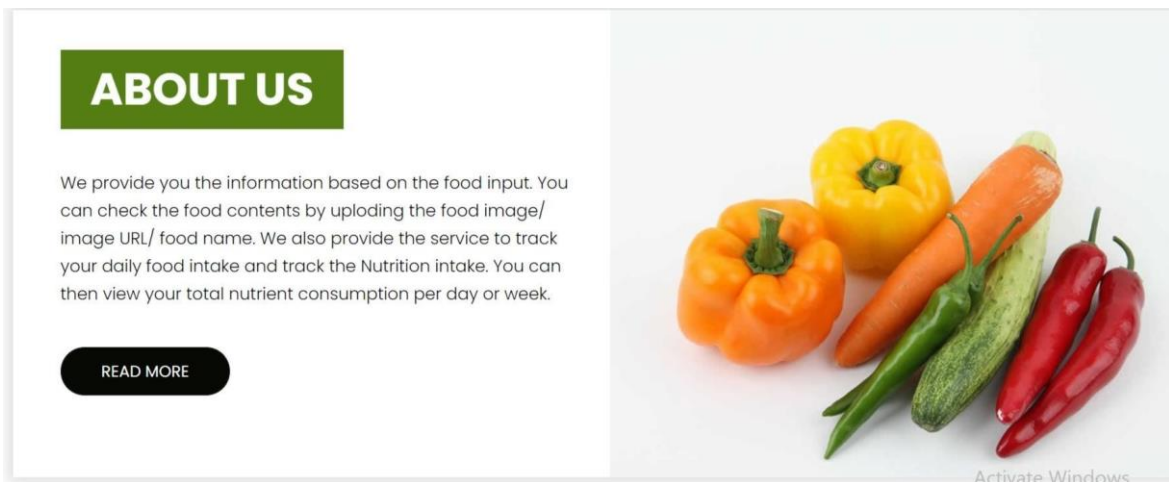 ABOUT US
We provide you the information based on the food input. You
can check the food contents by uploding the food image/
image URL/ food name. We also provide the service to track
your daily food intake and track the Nutrition intake. You can
then view your total nutrient consumption per day or week.
READ MORE
Activate Windows